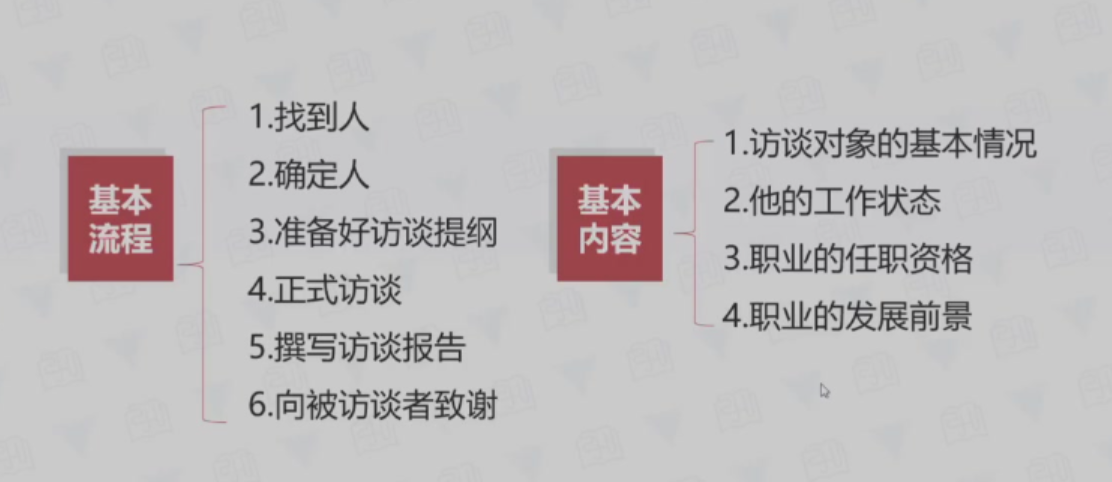 基本
流程
1.找到人
2.确定人
3.准备好访谈提纲
4.正式访谈
5.撰写访谈报告
6.向被访谈者致谢
基本
内容
1.访谈对象的基本情况
2.他的工作状态
3.职业的任职资格
4.职业的发展前景